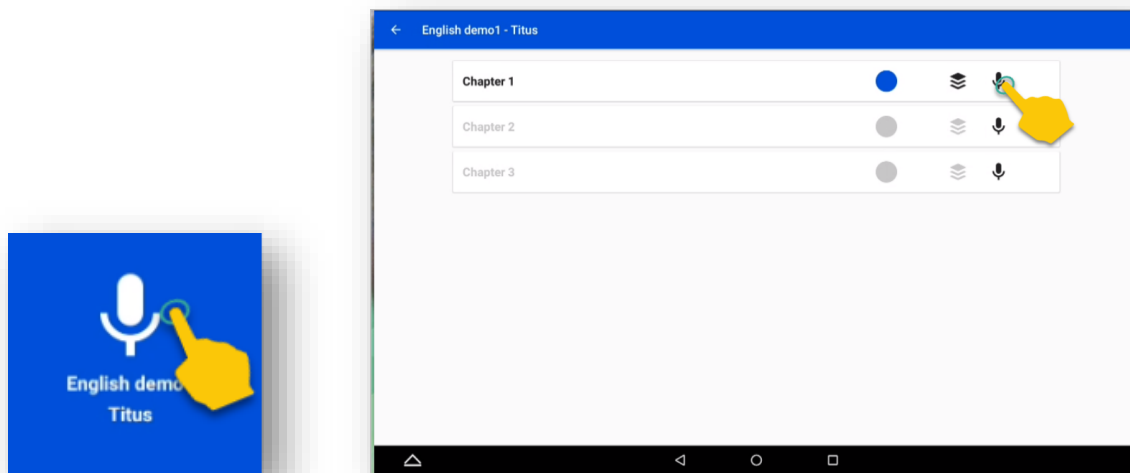 English demo1 - Titus
Chapter 1
Chapter 2
Chapter 3
English demo
Titus